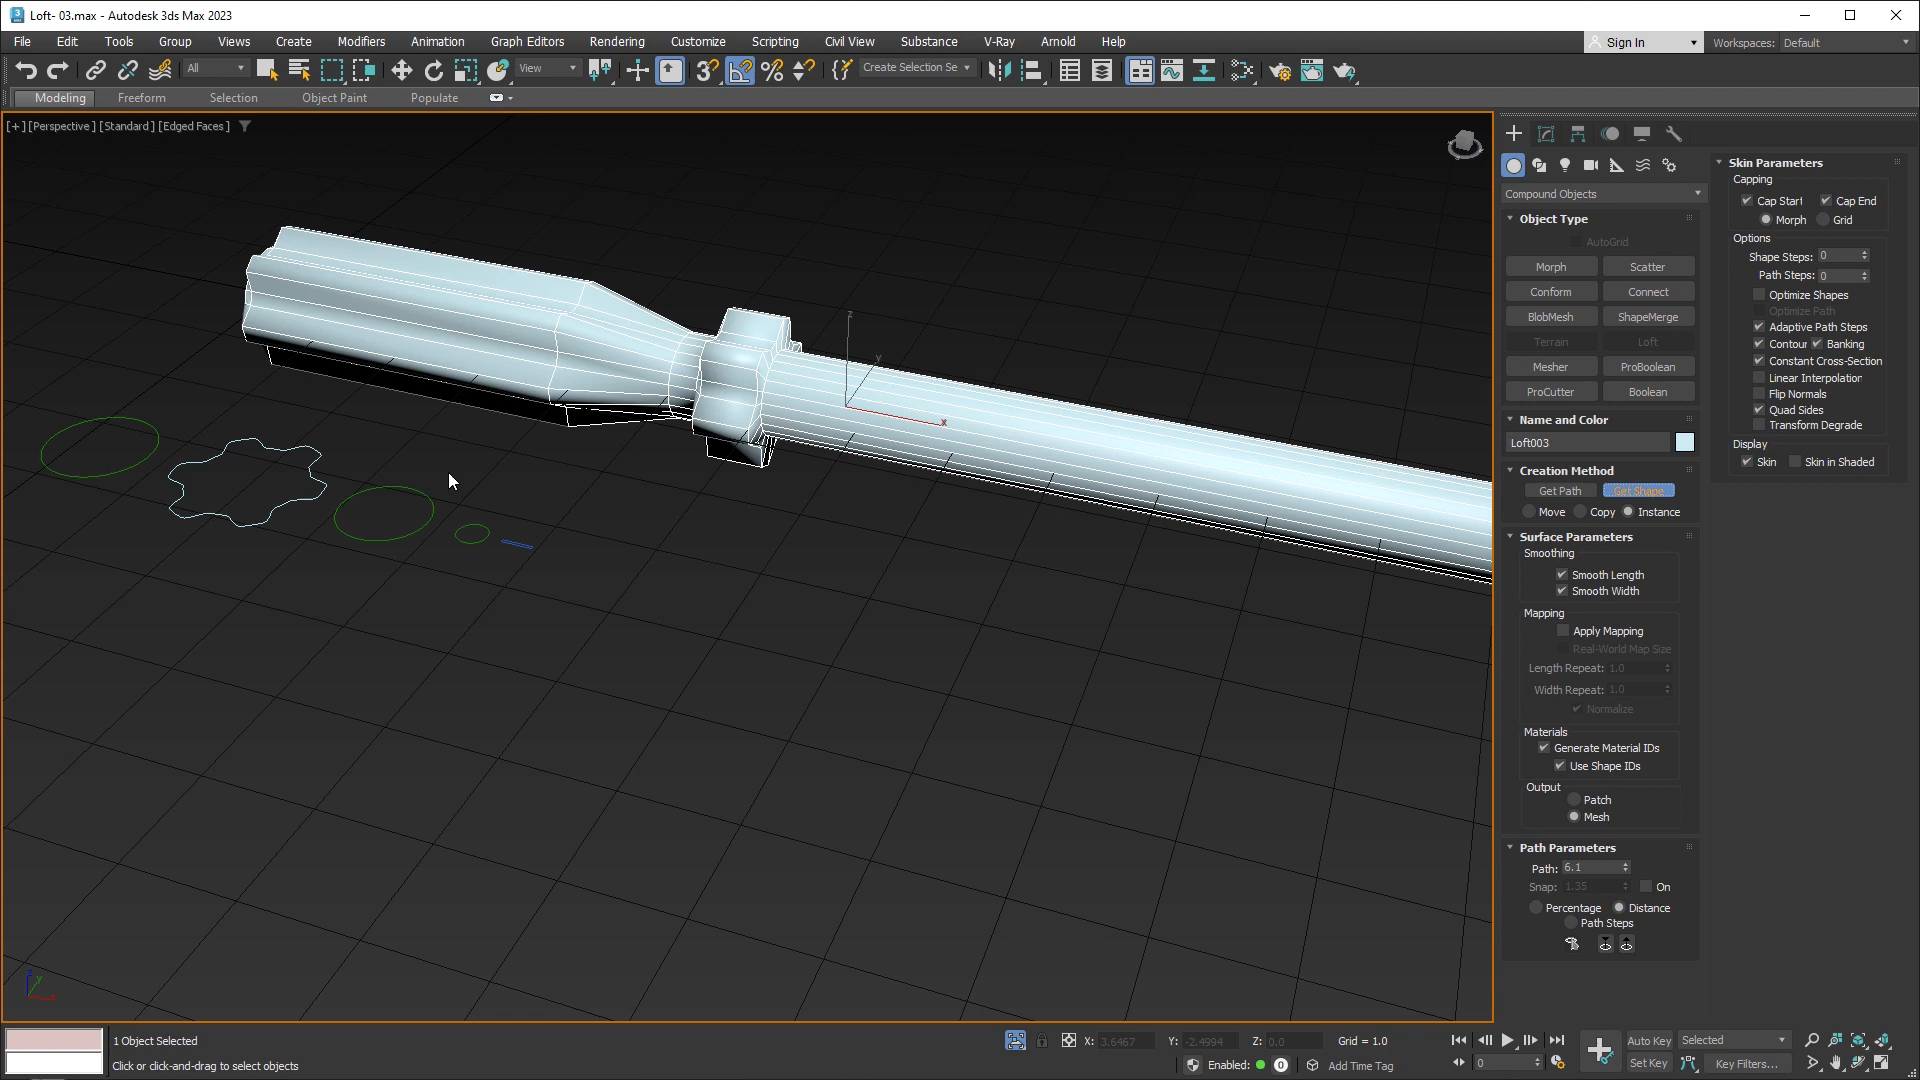 Loft- 03.max - Autodesk 3ds Max 2023
File Edit Tools Group Views Create Modifiers Animation Graph Editors Rendering Customize Scripting Civil View Substance V-Ray Arnold Help
Sign In Workspaces: Default
All View Create Selection Se
Modeling Freeform Selection Object Paint Populate
[+] [Perspective] [Standard] [Edged Faces]
z
y
x
Compound Objects
Object Type
AutoGrid
Morph Scatter
Conform Connect
BlobMesh ShapeMerge
Terrain Loft
Mesher ProBoolean
ProCutter Boolean
Name and Color
Loft003
Creation Method
Get Path Get Shape
Move Copy Instance
Surface Parameters
Smoothing
Smooth Length
Smooth Width
Mapping
Apply Mapping
Real-World Map Size
Length Repeat: 1.0
Width Repeat: 1.0
Normalize
Materials
Generate Material IDs
Use Shape IDs
Output
Patch
Mesh
Path Parameters
Path: 6.1
Snap: 1.35 On
Percentage Distance
Path Steps
Skin Parameters
Capping
Cap Start Cap End
Morph Grid
Options
Shape Steps: 0
Path Steps: 0
Optimize Shapes
Optimize Path
Adaptive Path Steps
Contour Banking
Constant Cross-Section
Linear Interpolation
Flip Normals
Quad Sides
Transform Degrade
Display
Skin Skin in Shaded
1 Object Selected
Click or click-and-drag to select objects
X: 3.6467 Y: -2.4994 Z: 0.0 Grid = 1.0
Enabled: 0 Add Time Tag
0
Auto Key Selected
Set Key Key Filters...